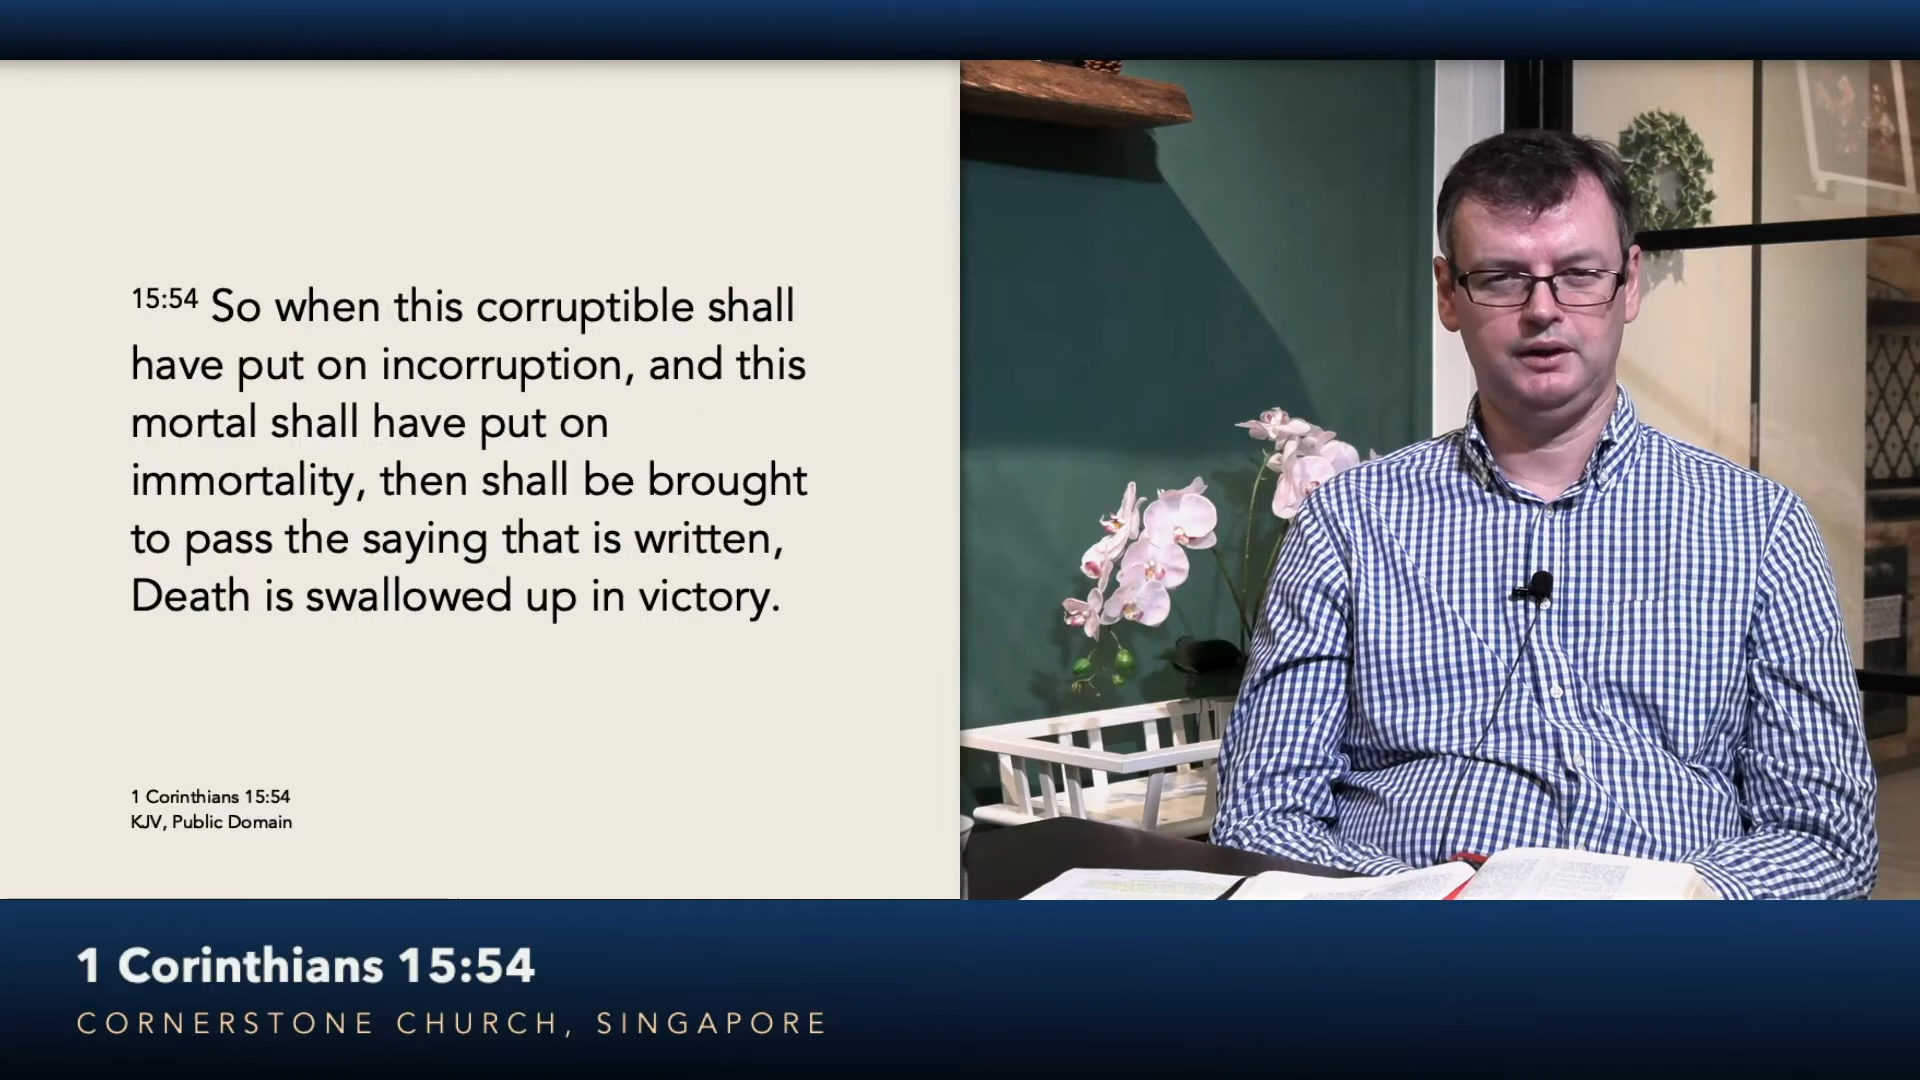 15:54 So when this corruptible shall
have put on incorruption, and this
mortal shall have put on
immortality, then shall be brought
to pass the saying that is written,
Death is swallowed up in victory.
1 Corinthians 15:54
KJV, Public Domain
1 Corinthians 15:54
CORNERSTONE CHURCH, SINGAPORE